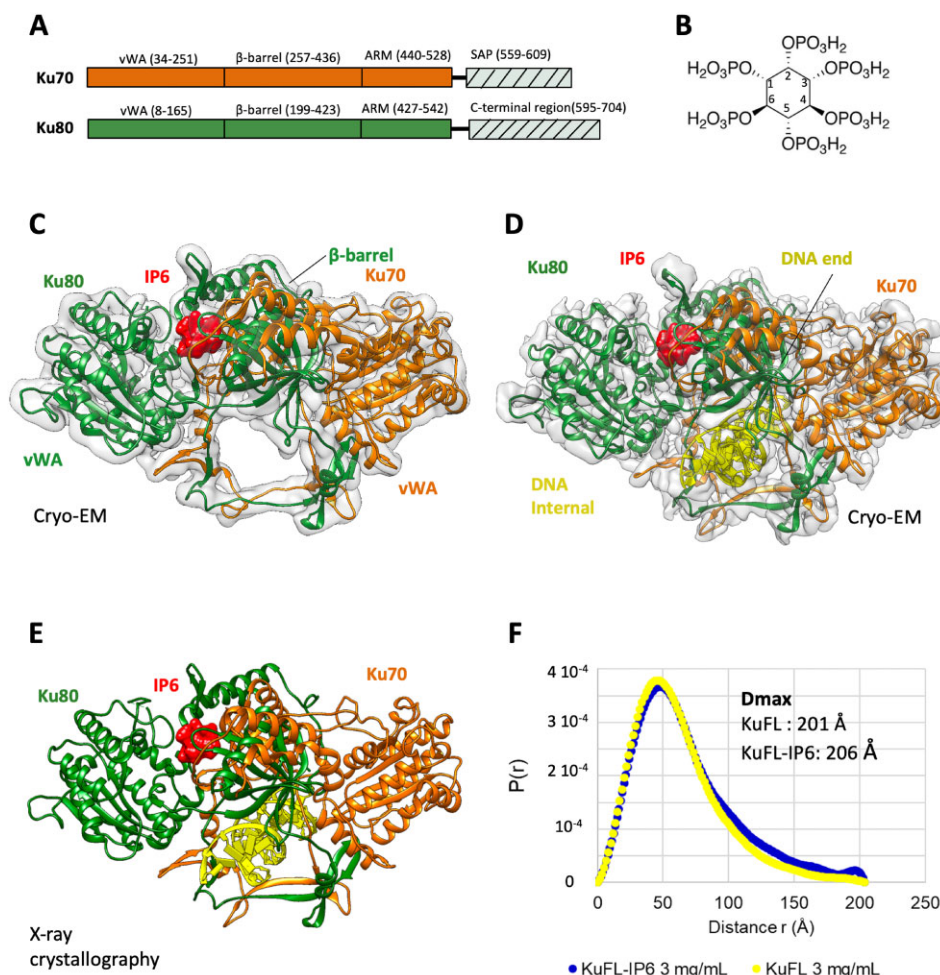 A
vWA (34-251) β-barrel (257-436) ARM (440-528) SAP (559-609)
Ku70
vWA (8-165) β-barrel (199-423) ARM (427-542) C-terminal region(595-704)
Ku80
B
OPO₃H₂
H₂O₃PO OPO₃H₂
1 2 3
6 5 4
H₂O₃PO OPO₃H₂
OPO₃H₂
C
β-barrel
Ku80 IP6 Ku70
vWA
vWA
Cryo-EM
D
Ku80 IP6 DNA end
Ku70
DNA
Internal
Cryo-EM
E
Ku80 IP6 Ku70
X-ray
crystallography
F
4 10⁻⁴
3 10⁻⁴
2 10⁻⁴
10⁻⁴
0
P(r)
Dmax
KuFL : 201 Å
KuFL-IP6: 206 Å
0 50 100 150 200 250
Distance r (Å)
KuFL-IP6 3 mg/mL KuFL 3 mg/mL